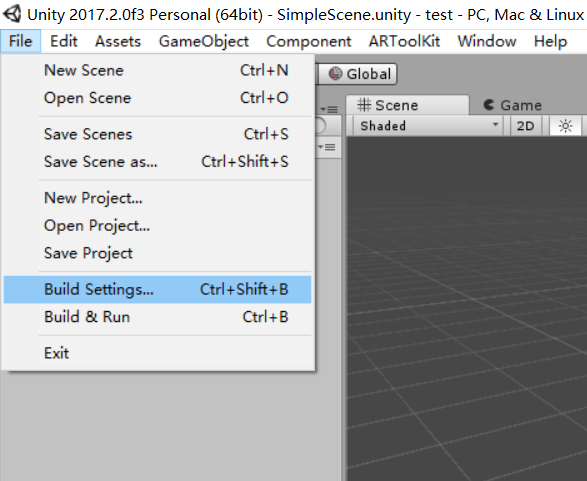 Unity 2017.2.0f3 Personal (64bit) - SimpleScene.unity - test - PC, Mac & Linux
File Edit Assets GameObject Component ARToolKit Window Help
New Scene Ctrl+N
Open Scene Ctrl+O
Save Scenes Ctrl+S
Save Scene as... Ctrl+Shift+S
New Project...
Open Project...
Save Project
Build Settings... Ctrl+Shift+B
Build & Run Ctrl+B
Exit
Global
Scene Game
Shaded 2D